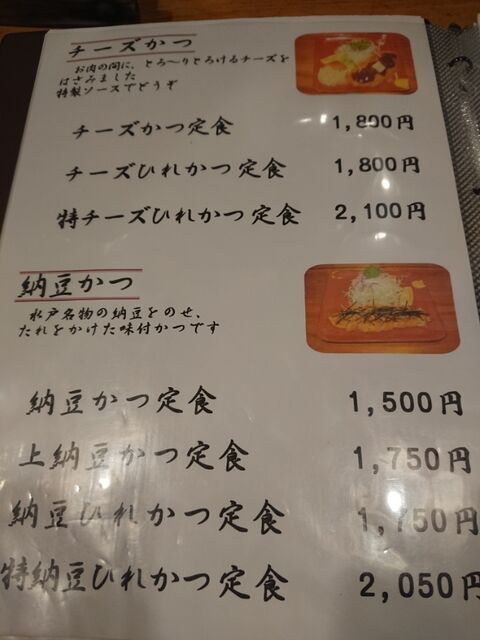 チーズかつ
お肉の間に、とろ〜りとろけるチーズを
はさみました
特製ソースでどうぞ
チーズかつ定食 1,800円
チーズひれかつ定食 1,800円
特チーズひれかつ定食 2,100円
納豆かつ
水戸名物の納豆をのせ、
たれをかけた味付かつです
納豆かつ定食 1,500円
上納豆かつ定食 1,750円
納豆ひれかつ定食 1,750円
特納豆ひれかつ定食 2,050円